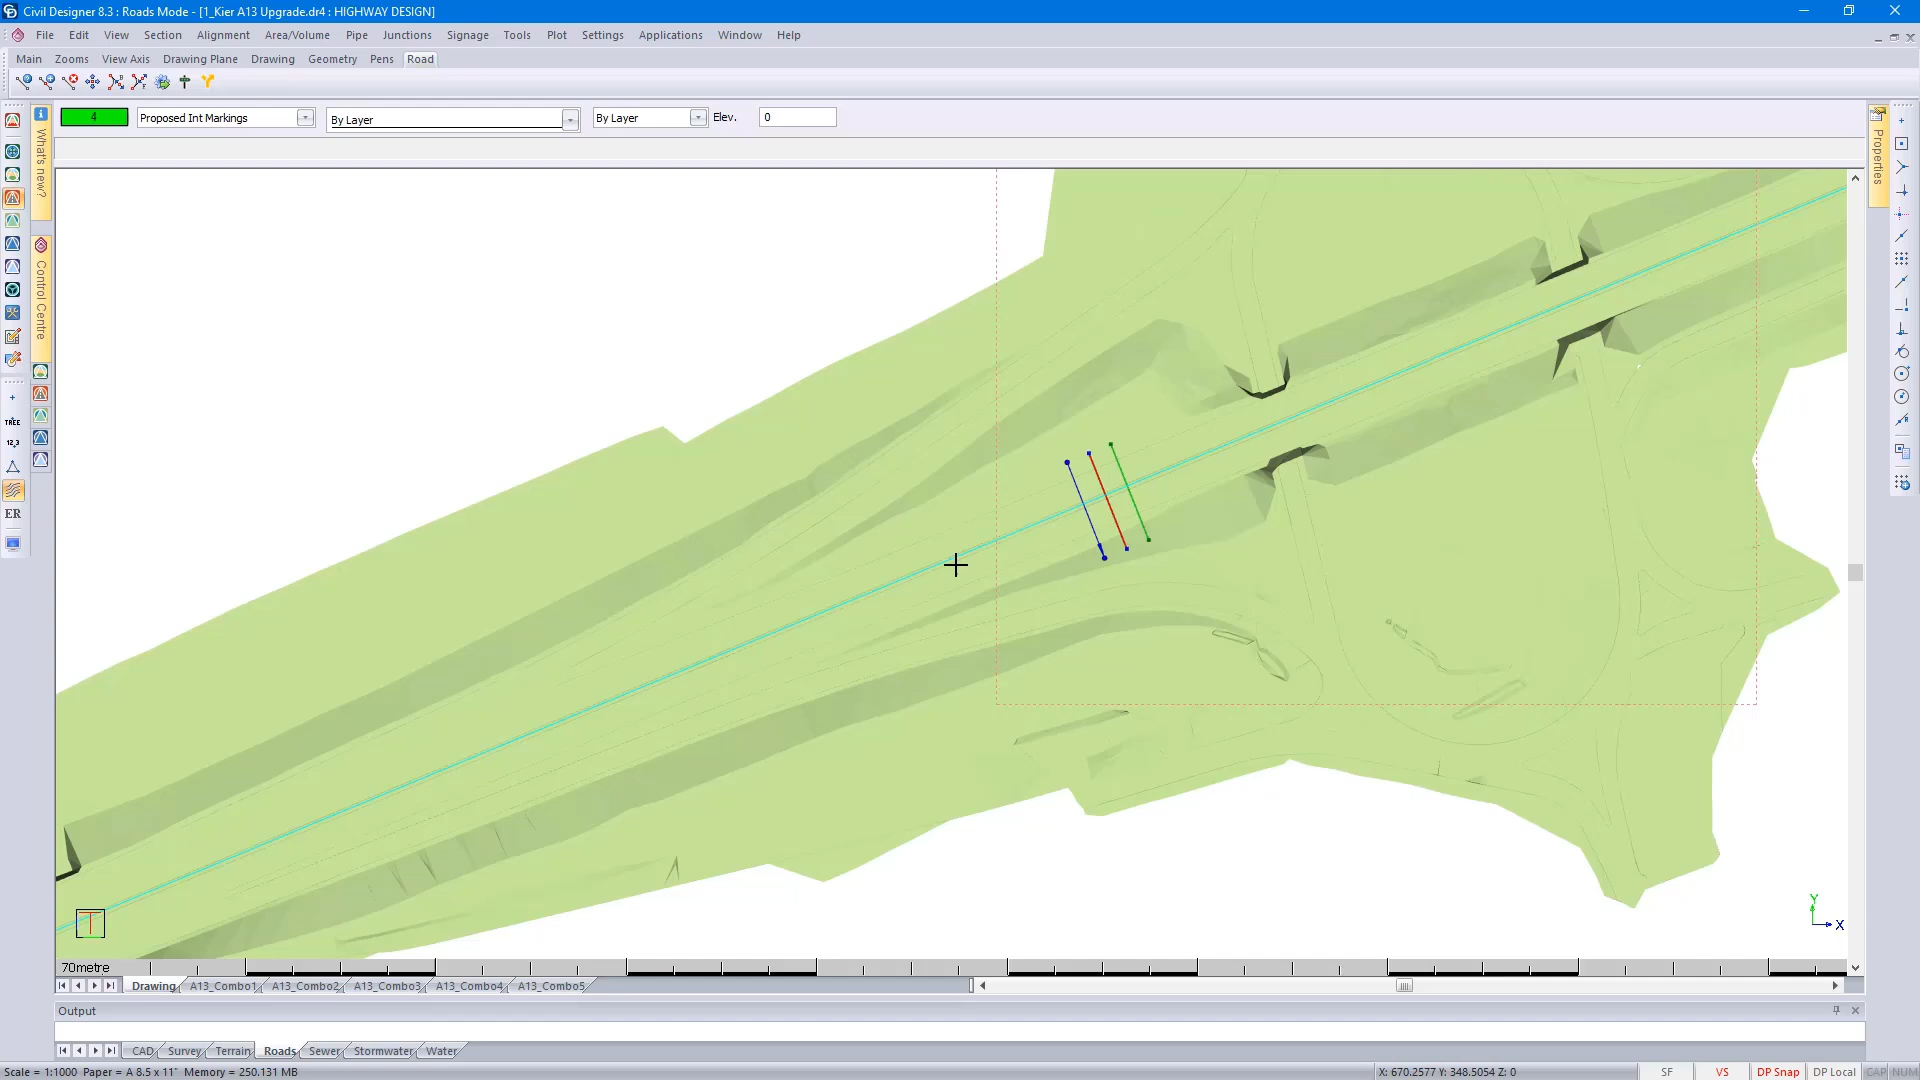 Civil Designer 8.3 : Roads Mode - [1_Kier A13 Upgrade.dr4 : HIGHWAY DESIGN]
File Edit View Section Alignment Area/Volume Pipe Junctions Signage Tools Plot Settings Applications Window Help
Main Zooms View Axis Drawing Plane Drawing Geometry Pens Road
4 Proposed Int Markings By Layer By Layer Elev. 0
What's new?
Control Centre
Properties
TREE
12.3
ER
Y
X
70metre
Drawing A13_Combo1 A13_Combo2 A13_Combo3 A13_Combo4 A13_Combo5
Output
CAD Survey Terrain Roads Sewer Stormwater Water
Scale = 1:1000 Paper = A 8.5 x 11" Memory = 250.131 MB X: 670.2577 Y: 348.5054 Z: 0 SF VS DP Snap DP Local CAP NUM